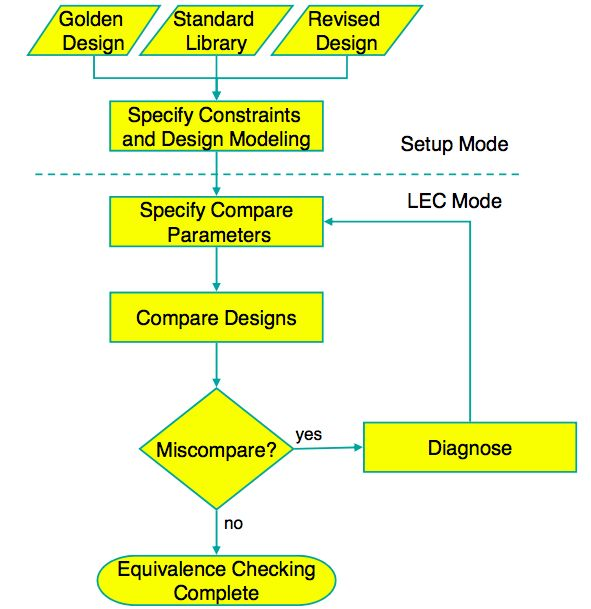 Golden
Design
Standard
Library
Revised
Design
Specify Constraints
and Design Modeling
Setup Mode
LEC Mode
Specify Compare
Parameters
Compare Designs
Miscompare?
yes
Diagnose
no
Equivalence Checking
Complete